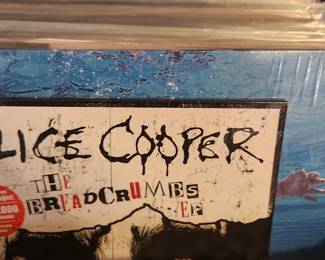 LICE COOPER
THE
BREADCRUMBS
EP